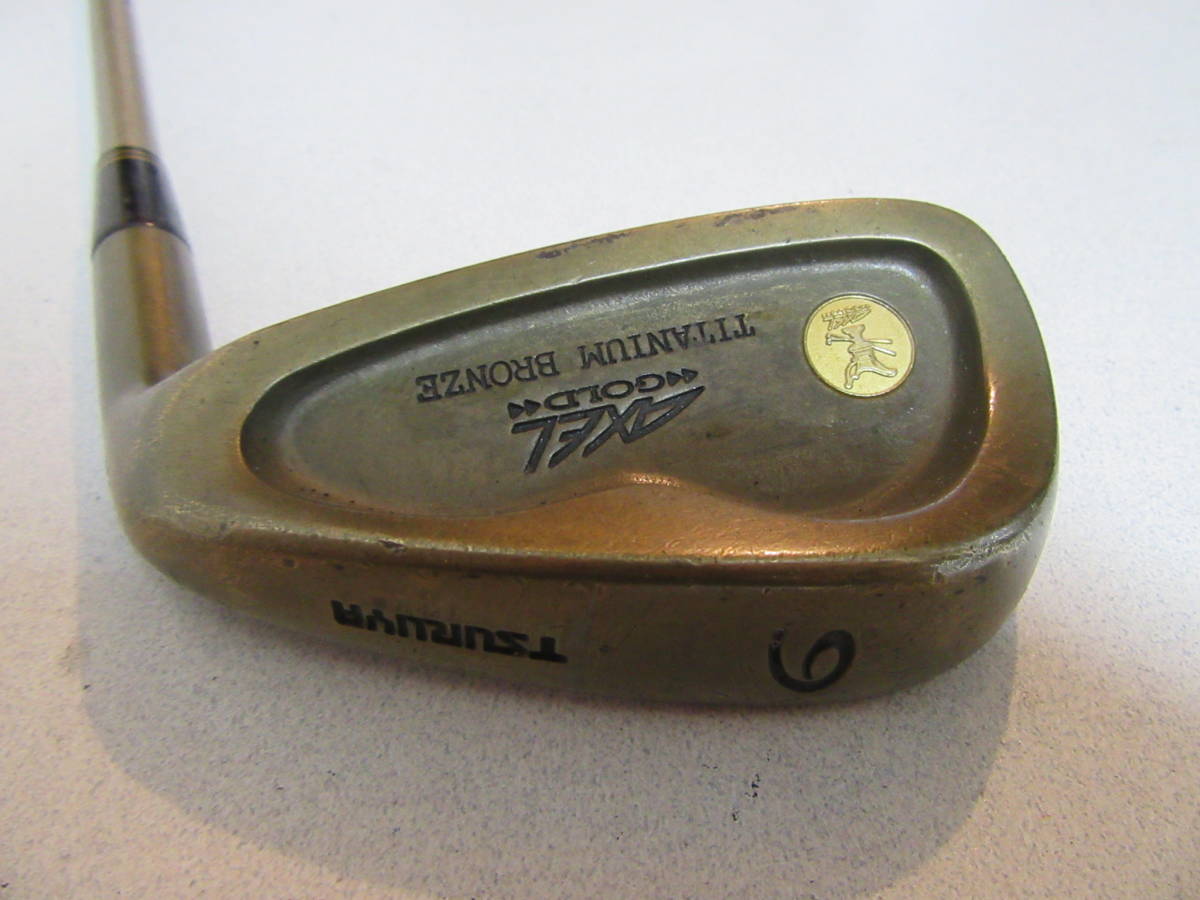 6 TSURUYA
AXEL
GOLD
TITANIUM BRONZE